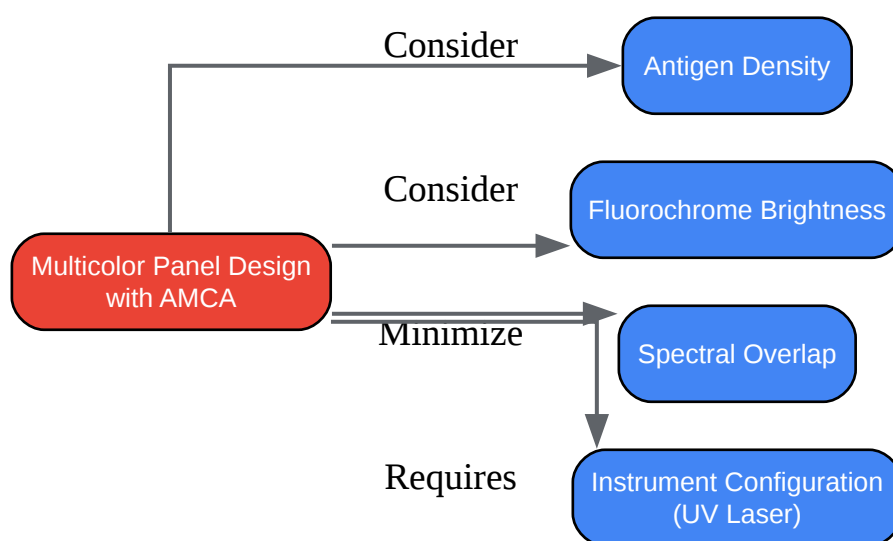 Consider
Antigen Density
Consider
Fluorochrome Brightness
Multicolor Panel Design
with AMCA
Minimize
Spectral Overlap
Requires
Instrument Configuration
(UV Laser)